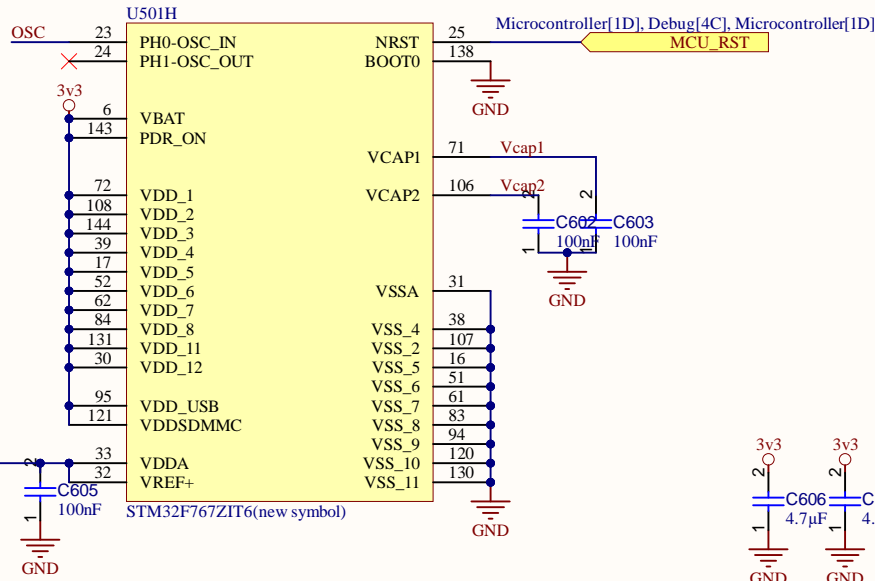 U501H
Microcontroller[1D], Debug[4C], Microcontroller[1D]
OSC 23 PH0-OSC_IN NRST 25 MCU_RST
24 PH1-OSC_OUT BOOT0 138
GND
3v3
6 VBAT
143 PDR_ON
VCAP1 71 Vcap1
72 VDD_1 VCAP2 106 Vcap2 2 2
108 VDD_2 C602 C603
144 VDD_3 100nF 100nF
39 VDD_4 1 1
17 VDD_5
52 VDD_6 VSSA 31 GND
62 VDD_7
84 VDD_8 VSS_4 38
131 VDD_11 VSS_2 107
30 VDD_12 VSS_5 16
VSS_6 51
95 VDD_USB VSS_7 61
121 VDDSDMMC VSS_8 83
VSS_9 94
33 VDDA VSS_10 120
32 VREF+ VSS_11 130
2 C605
100nF
1
GND
STM32F767ZIT6(new symbol)
GND
3v3 3v3
2 2
C606 C
4.7µF 4.
1 1
GND GND